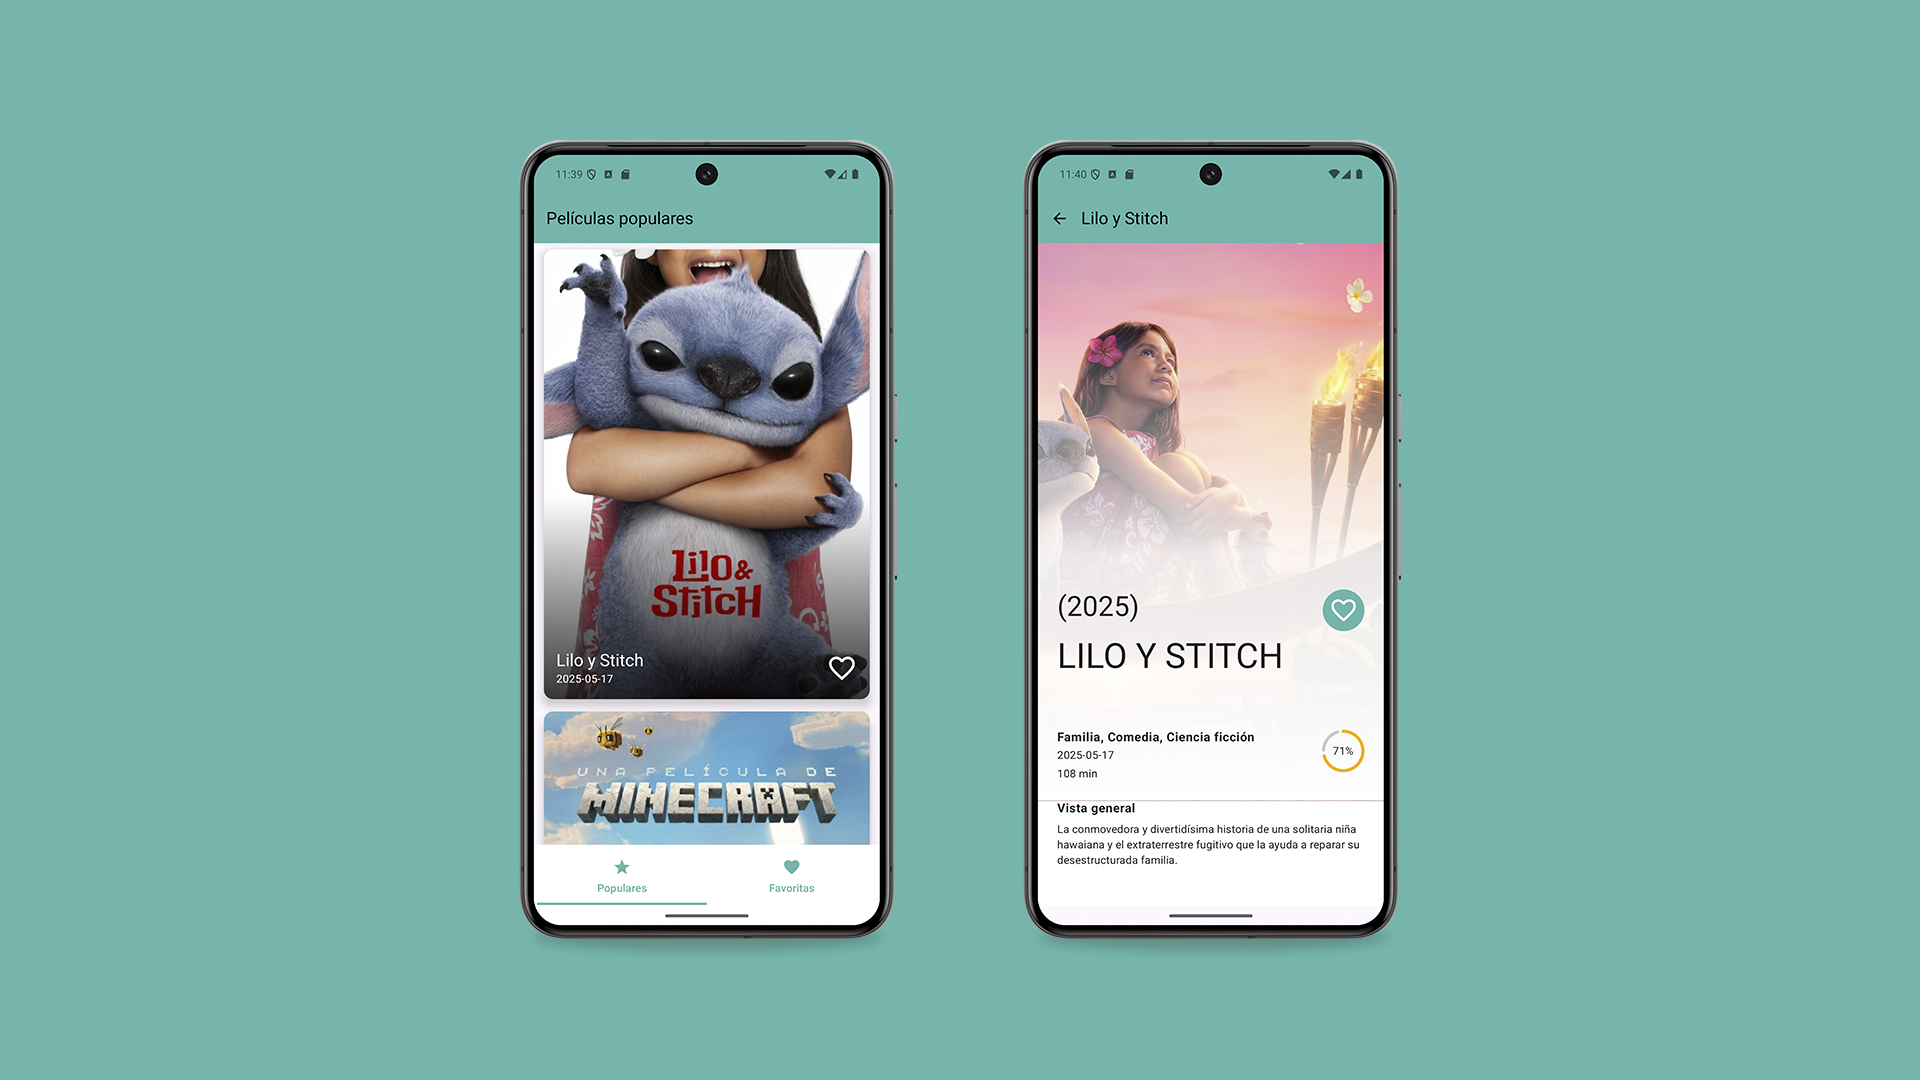 11:39
Películas populares
LILO &
STITCH
Lilo y Stitch
2025-05-17
UNA PELÍCULA DE
MINECRAFT
Populares
Favoritas
11:40
Lilo y Stitch
(2025)
LILO Y STITCH
Familia, Comedia, Ciencia ficción
2025-05-17
108 min
71%
Vista general
La conmovedora y divertidísima historia de una solitaria niña
hawaiana y el extraterrestre fugitivo que la ayuda a reparar su
desestructurada familia.